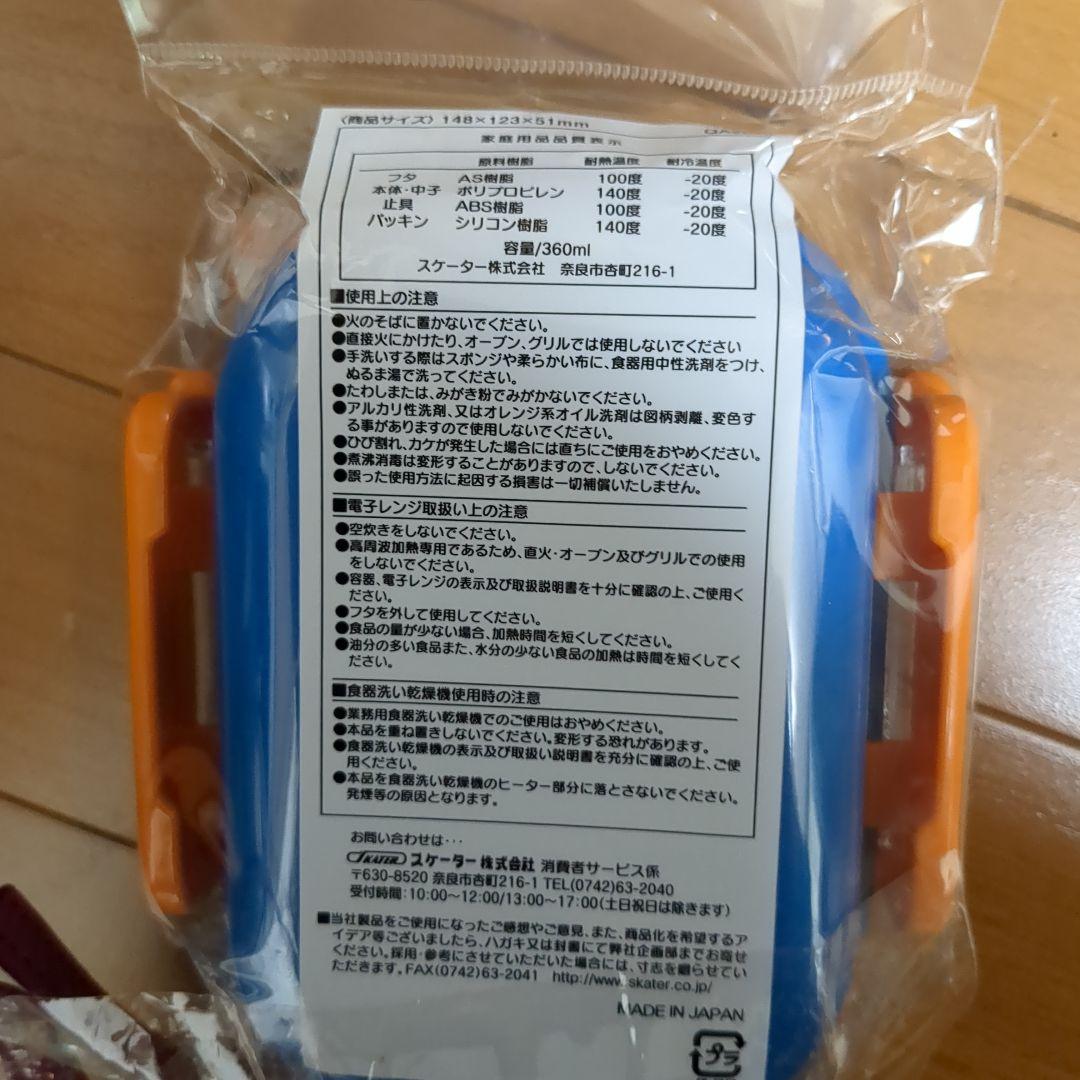 〈商品サイズ〉148×123×51mm
家庭用品品質表示
原料樹脂 耐熱温度 耐冷温度
フタ AS樹脂 100度 -20度
本体・中子 ポリプロピレン 140度 -20度
止具 ABS樹脂 100度 -20度
パッキン シリコン樹脂 140度 -20度
容量/360ml
スケーター株式会社 奈良市杏町216-1
■使用上の注意
●火のそばに置かないでください。
●直接火にかけたり、オーブン、グリルでは使用しないでください
●手洗いする際はスポンジや柔らかい布に、食器用中性洗剤をつけ、
ぬるま湯で洗ってください。
●たわしまたは、みがき粉でみがかないでください。
●アルカリ性洗剤、又はオレンジ系オイル洗剤は図柄剥離、変色す
る事がありますので使用しないでください。
●ひび割れ、カケが発生した場合には直ちにご使用をおやめください。
●煮沸消毒は変形することがありますので、しないでください。
●誤った使用方法に起因する損害は一切補償いたしません。
■電子レンジ取扱い上の注意
●空炊きをしないでください。
●高周波加熱専用であるため、直火・オーブン及びグリルでの使用
をしないでください。
●容器、電子レンジの表示及び取扱説明書を十分に確認の上、ご使用く
ださい。
●フタを外して使用してください。
●食品の量が少ない場合、加熱時間を短くしてください。
●油分の多い食品また、水分の少ない食品の加熱は時間を短くしてく
ださい。
■食器洗い乾燥機使用時の注意
●業務用食器洗い乾燥機でのご使用はおやめください。
●本品を重ね置きしないでください。変形する恐れがあります。
●食器洗い乾燥機の表示及び取扱い説明書を充分に確認の上、ご使
用ください。
●本品を食器洗い乾燥機のヒーター部分に落とさないでください。
発煙等の原因となります。
お問い合わせは…
SKATER スケーター株式会社 消費者サービス係
〒630-8520 奈良市杏町216-1 TEL(0742)63-2040
受付時間:10:00〜12:00/13:00〜17:00(土日祝日は除きます)
■当社製品をご使用になったご感想やご意見、また、商品化を希望するア
イデア等ございましたら、ハガキ又は封書にて弊社企画部までお寄せ
ください。採用・参考にさせていただいた場合には、寸志を贈らせてい
ただきます。FAX(0742)63-2041 http://www.skater.co.jp/
MADE IN JAPAN
プラ